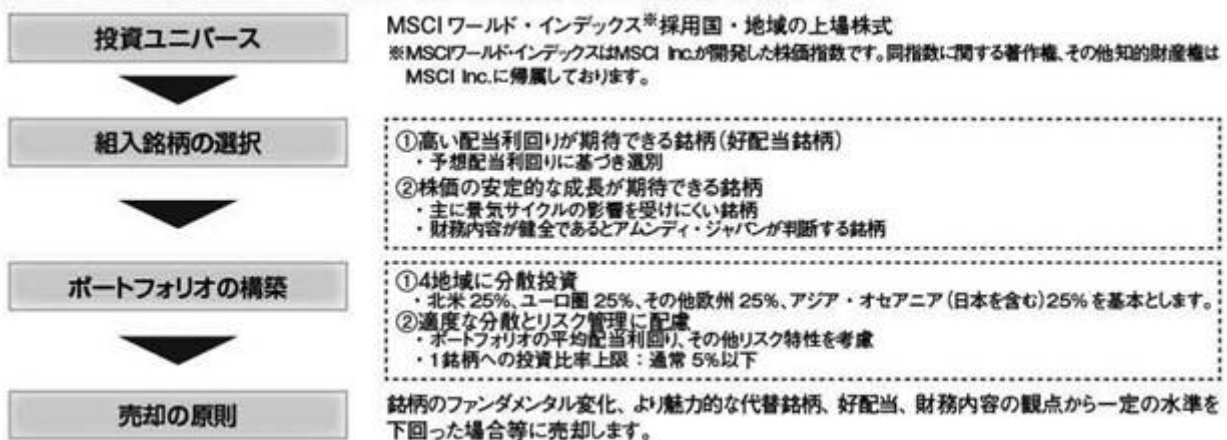 投資ユニバース
MSCI ワールド・インデックス※採用国・地域の上場株式
※MSCIワールド・インデックスはMSCI Inc.が開発した株価指数です。同指数に関する著作権、その他知的財産権は
MSCI Inc.に帰属しております。
組入銘柄の選択
①高い配当利回りが期待できる銘柄(好配当銘柄)
・予想配当利回りに基づき選別
②株価の安定的な成長が期待できる銘柄
・主に景気サイクルの影響を受けにくい銘柄
・財務内容が健全であるとアムンディ・ジャパンが判断する銘柄
ポートフォリオの構築
①4地域に分散投資
・北米 25%、ユーロ圏 25%、その他欧州 25%、アジア・オセアニア(日本を含む)25% を基本とします。
②適度な分散とリスク管理に配慮
・ポートフォリオの平均配当利回り、その他リスク特性を考慮
・1銘柄への投資比率上限:通常 5%以下
売却の原則
銘柄のファンダメンタル変化、より魅力的な代替銘柄、好配当、財務内容の観点から一定の水準を
下回った場合等に売却します。